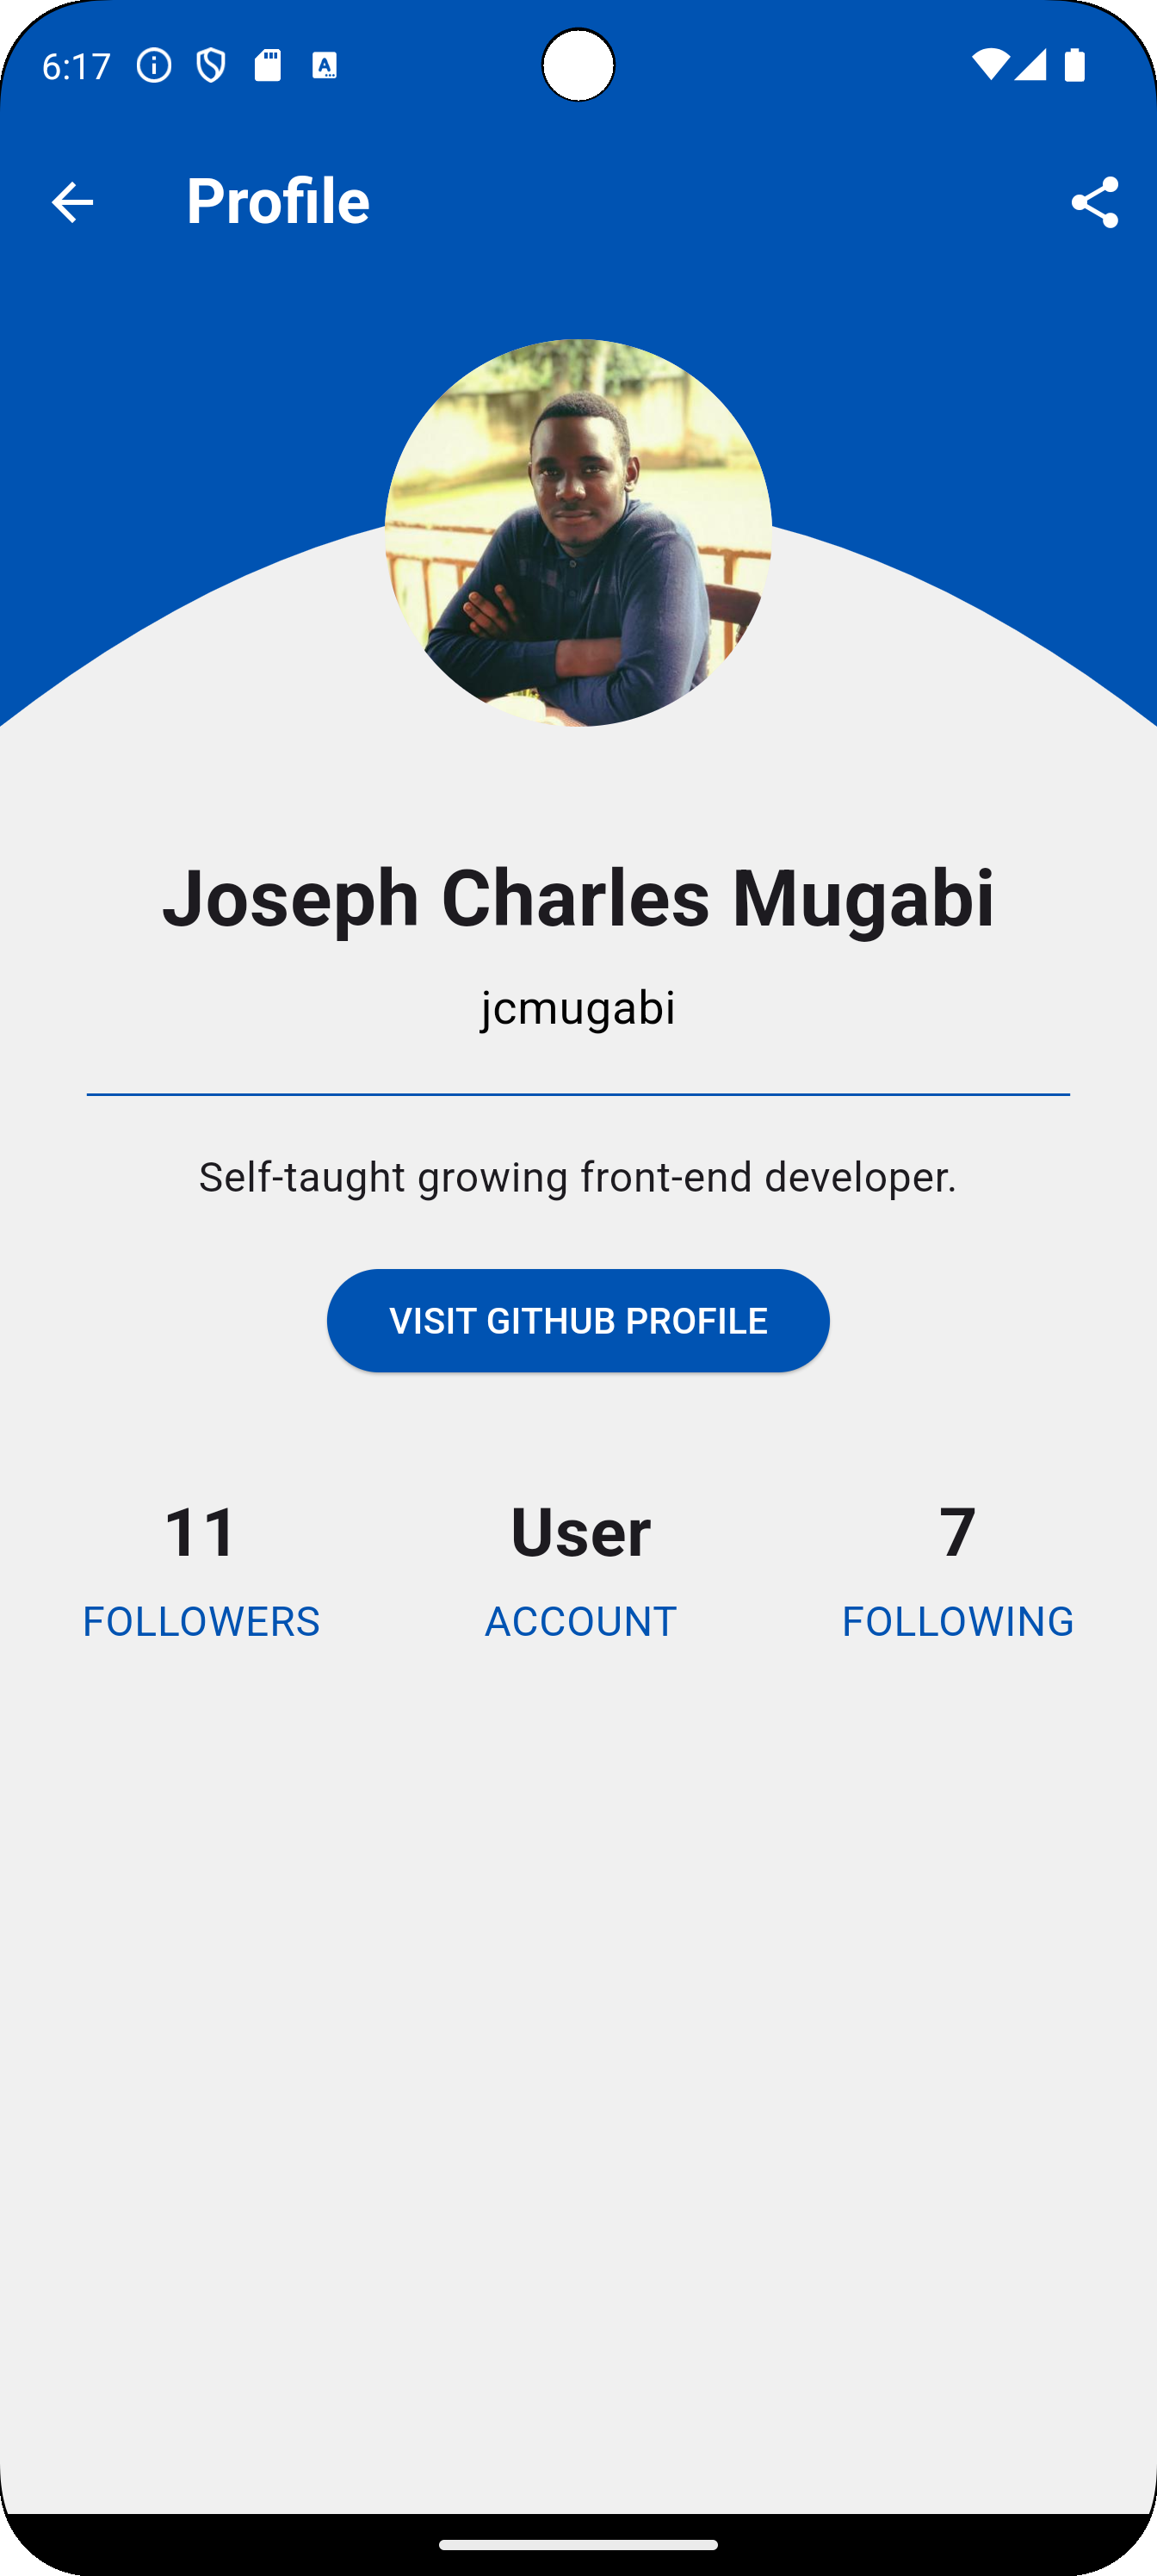 6:17
Profile
Joseph Charles Mugabi
jcmugabi
Self-taught growing front-end developer.
VISIT GITHUB PROFILE
11 User 7
FOLLOWERS ACCOUNT FOLLOWING